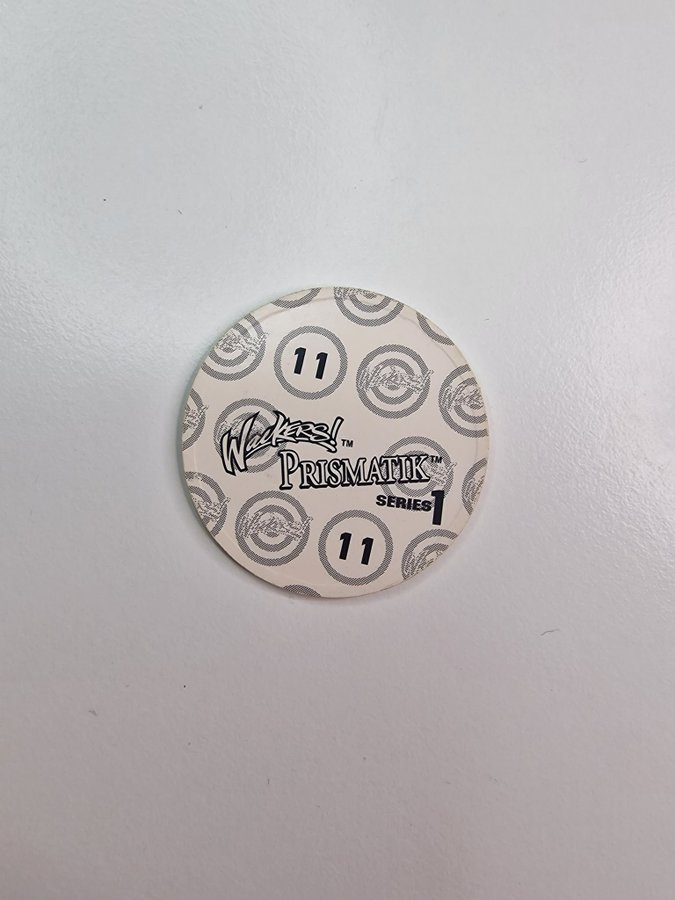 11
Wackers!™
PRISMATIK™
SERIES 1
11